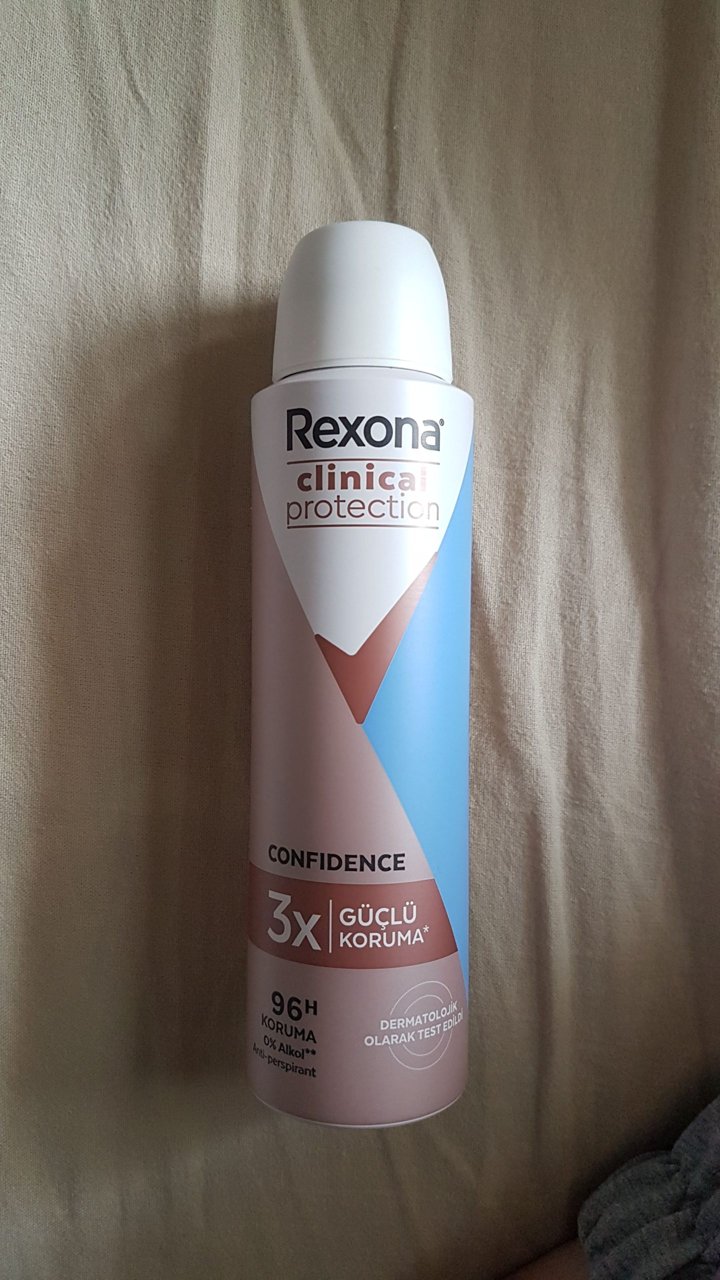 Rexona®
clinical
protection
CONFIDENCE
3x
GÜÇLÜ
KORUMA*
96H
KORUMA
0% Alkol**
Anti-perspirant
DERMATOLOJİK
OLARAK TEST EDİLDİ